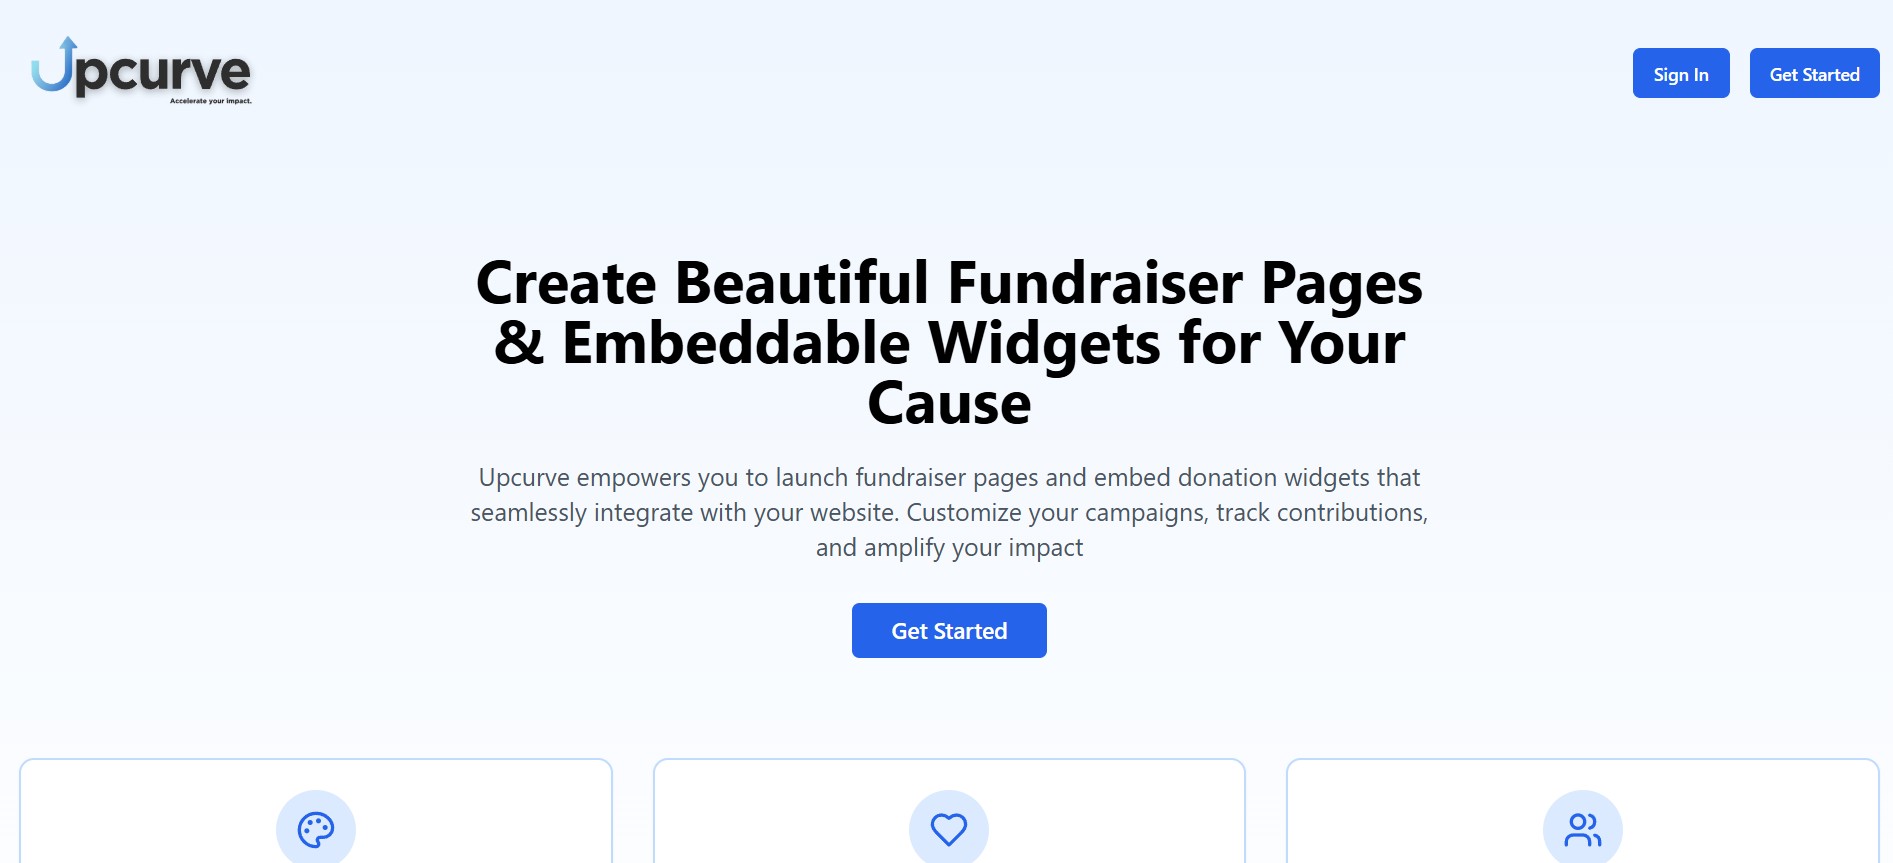 Upcurve
Accelerate your impact.
Sign In
Get Started
Create Beautiful Fundraiser Pages
& Embeddable Widgets for Your
Cause
Upcurve empowers you to launch fundraiser pages and embed donation widgets that
seamlessly integrate with your website. Customize your campaigns, track contributions,
and amplify your impact
Get Started